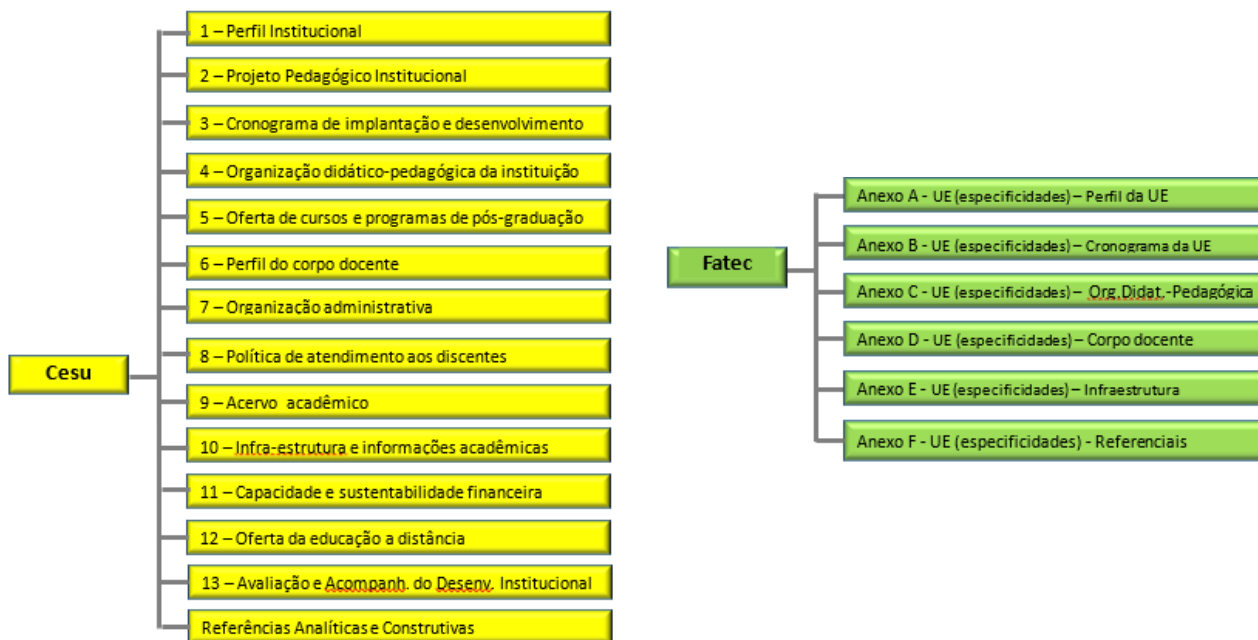 Cesu
1 – Perfil Institucional
2 – Projeto Pedagógico Institucional
3 – Cronograma de implantação e desenvolvimento
4 – Organização didático-pedagógica da instituição
5 – Oferta de cursos e programas de pós-graduação
6 – Perfil do corpo docente
7 – Organização administrativa
8 – Política de atendimento aos discentes
9 – Acervo acadêmico
10 – Infra-estrutura e informações acadêmicas
11 – Capacidade e sustentabilidade financeira
12 – Oferta da educação a distância
13 – Avaliação e Acompanh. do Desenv. Institucional
Referências Analíticas e Construtivas
Fatec
Anexo A - UE (especificidades) – Perfil da UE
Anexo B - UE (especificidades) – Cronograma da UE
Anexo C - UE (especificidades) – Org.Didat.-Pedagógica
Anexo D - UE (especificidades) – Corpo docente
Anexo E - UE (especificidades) – Infraestrutura
Anexo F - UE (especificidades) - Referenciais